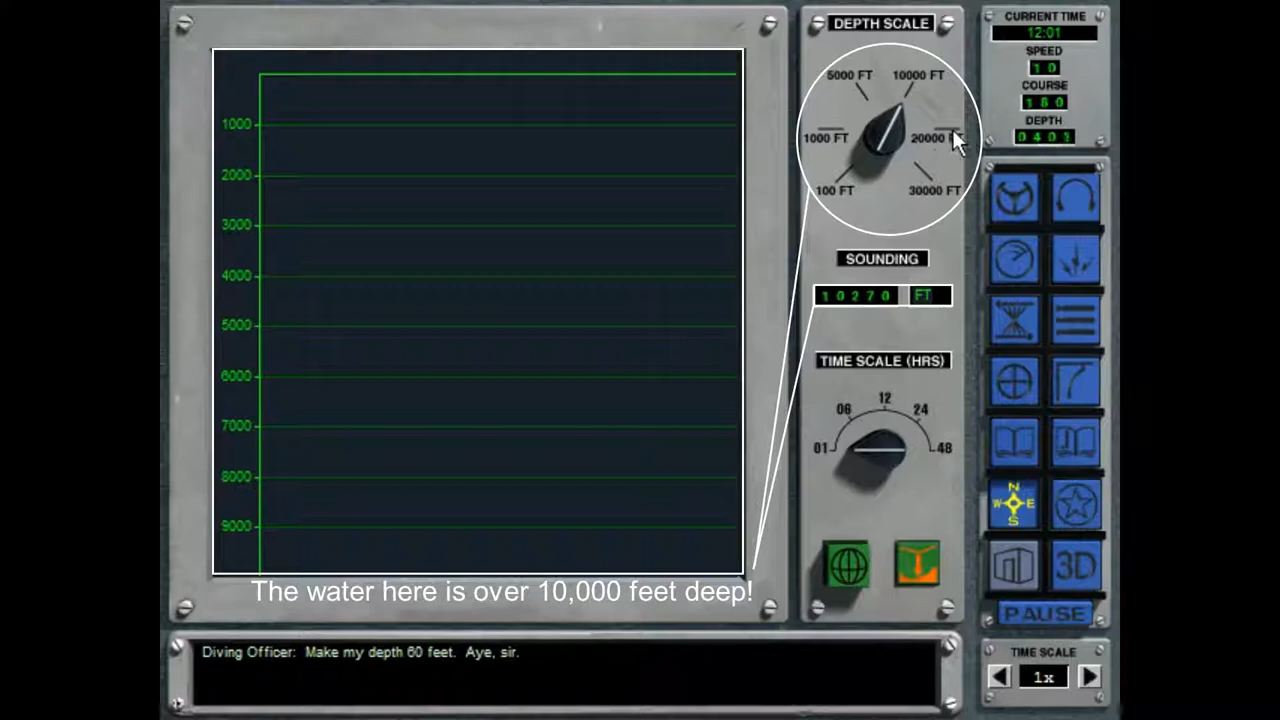 DEPTH SCALE
5000 FT
10000 FT
1000 FT
20000
100 FT
30000 FT
SOUNDING
10270 FT
TIME SCALE (HRS)
01
06
12
24
48
1000
2000
3000
4000
5000
6000
7000
8000
9000
The water here is over 10,000 feet deep!
Diving Officer: Make my depth 60 feet. Aye, sir.
CURRENT TIME
12:01
SPEED
10
COURSE
180
DEPTH
N
W E
S
3D
PAUSE
TIME SCALE
1x